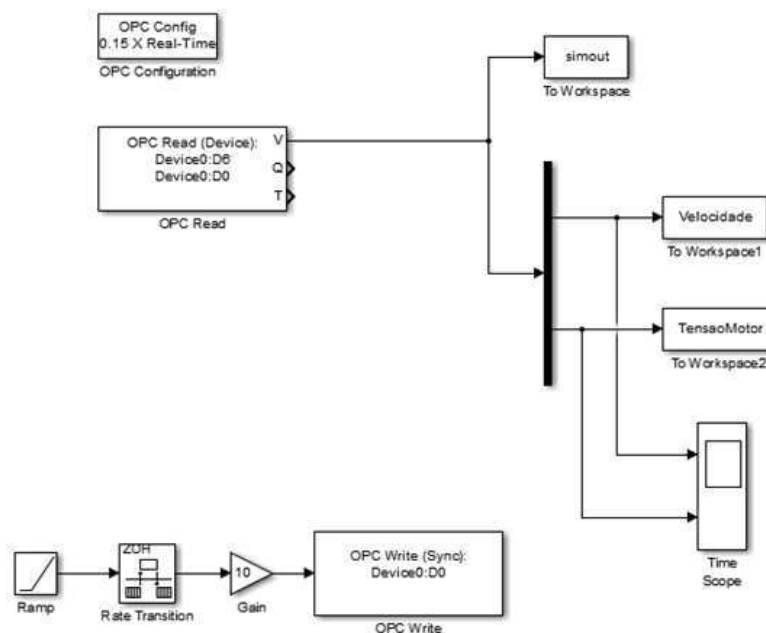 OPC Config
0.15 X Real-Time
OPC Configuration
simout
To Workspace
OPC Read (Device):
Device0:D6
Device0:D0
V
Q
T
OPC Read
Velocidade
To Workspace1
TensaoMotor
To Workspace2
Time
Scope
Ramp
ZOH
Rate Transition
10
Gain
OPC Write (Sync):
Device0:D0
OPC Write